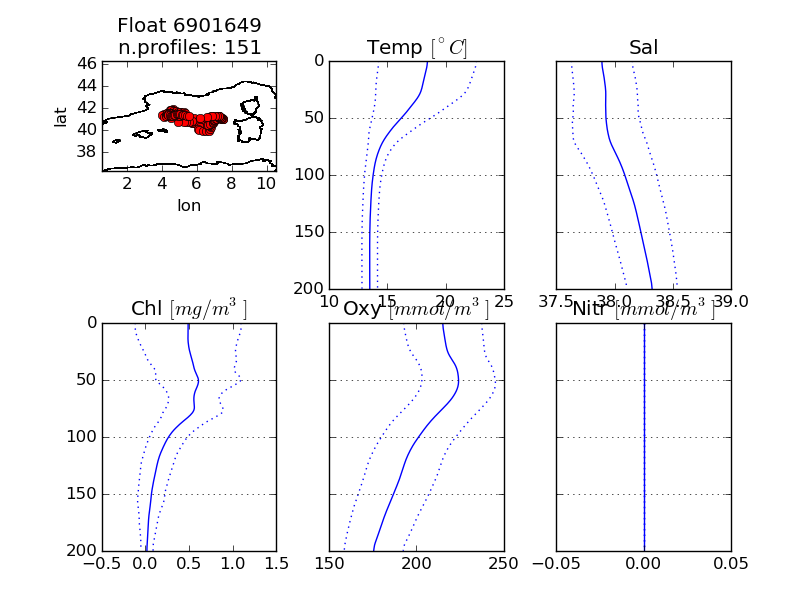 Float 6901649
n.profiles: 151
46
44
42
40
38
lat
2 4 6 8 10
lon
Temp [°C]
0
50
100
150
200
10 15 20 25
Sal
37.5 38.0 38.5 39.0
Chl [mg/m³ ]
0
50
100
150
200
−0.5 0.0 0.5 1.0 1.5
Oxy [mmol/m³ ]
150 200 250
Nitr [mmol/m³ ]
−0.05 0.00 0.05